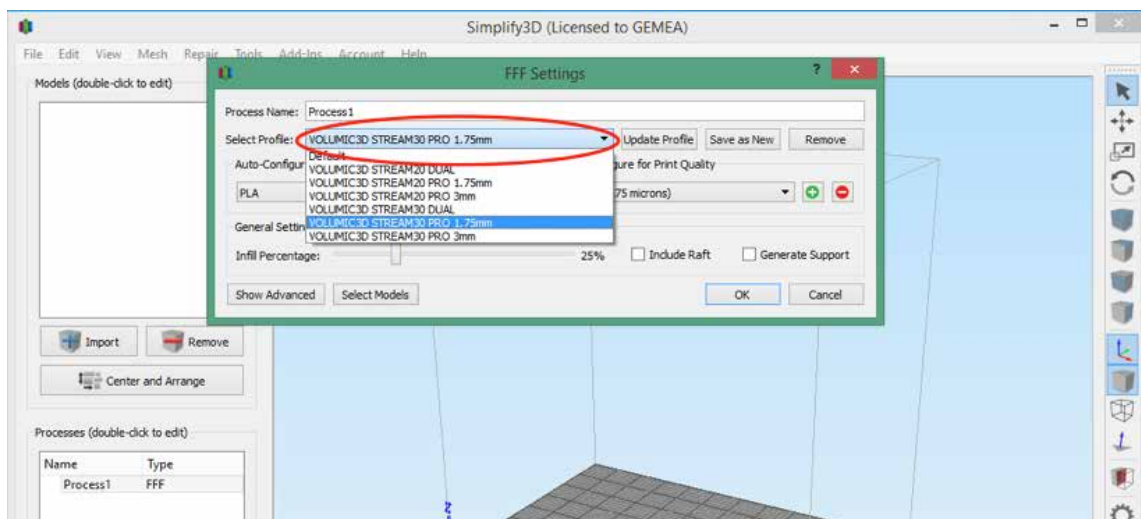 Simplify3D (Licensed to GEMEA)
File Edit View Mesh Repair Tools Add-Ins Account Help
Models (double-click to edit)
FFF Settings
?
Process Name: Process1
Select Profile: VOLUMIC3D STREAM30 PRO 1.75mm Update Profile Save as New Remove
Default
VOLUMIC3D STREAM20 DUAL
VOLUMIC3D STREAM20 PRO 1.75mm
VOLUMIC3D STREAM20 PRO 3mm
VOLUMIC3D STREAM30 DUAL
VOLUMIC3D STREAM30 PRO 1.75mm
VOLUMIC3D STREAM30 PRO 3mm
Auto-Configur
gure for Print Quality
PLA
75 microns)
General Settin
Infill Percentage: 25% Include Raft Generate Support
Show Advanced Select Models OK Cancel
Import Remove
Center and Arrange
Processes (double-click to edit)
Name Type
Process1 FFF
Z